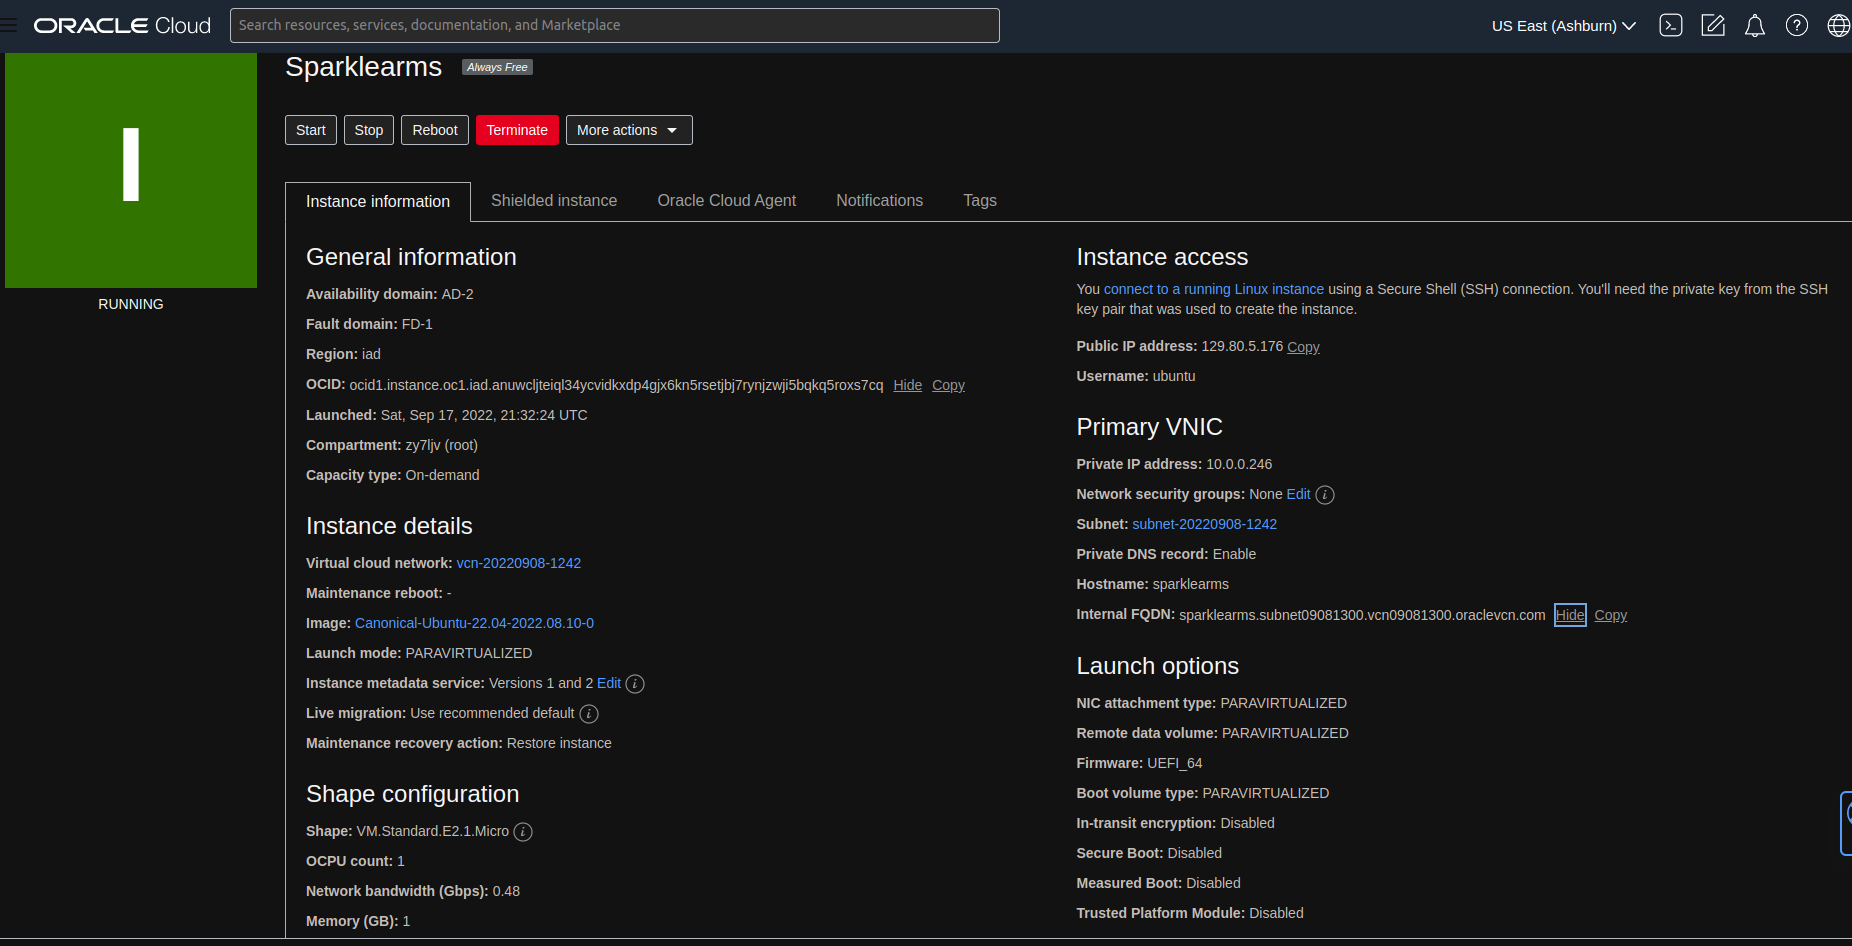 ORACLE Cloud
Search resources, services, documentation, and Marketplace
US East (Ashburn)
I
RUNNING
Sparklearms Always Free
Start Stop Reboot Terminate More actions
Instance information Shielded instance Oracle Cloud Agent Notifications Tags
General information
Availability domain: AD-2
Fault domain: FD-1
Region: iad
OCID: ocid1.instance.oc1.iad.anuwcljteiql34ycvidkxdp4gjx6kn5rsetjbj7rynjzwji5bqkq5roxs7cq Hide Copy
Launched: Sat, Sep 17, 2022, 21:32:24 UTC
Compartment: zy7ljv (root)
Capacity type: On-demand
Instance details
Virtual cloud network: vcn-20220908-1242
Maintenance reboot: -
Image: Canonical-Ubuntu-22.04-2022.08.10-0
Launch mode: PARAVIRTUALIZED
Instance metadata service: Versions 1 and 2 Edit
Live migration: Use recommended default
Maintenance recovery action: Restore instance
Shape configuration
Shape: VM.Standard.E2.1.Micro
OCPU count: 1
Network bandwidth (Gbps): 0.48
Memory (GB): 1
Instance access
You connect to a running Linux instance using a Secure Shell (SSH) connection. You'll need the private key from the SSH
key pair that was used to create the instance.
Public IP address: 129.80.5.176 Copy
Username: ubuntu
Primary VNIC
Private IP address: 10.0.0.246
Network security groups: None Edit
Subnet: subnet-20220908-1242
Private DNS record: Enable
Hostname: sparklearms
Internal FQDN: sparklearms.subnet09081300.vcn09081300.oraclevcn.com Hide Copy
Launch options
NIC attachment type: PARAVIRTUALIZED
Remote data volume: PARAVIRTUALIZED
Firmware: UEFI_64
Boot volume type: PARAVIRTUALIZED
In-transit encryption: Disabled
Secure Boot: Disabled
Measured Boot: Disabled
Trusted Platform Module: Disabled